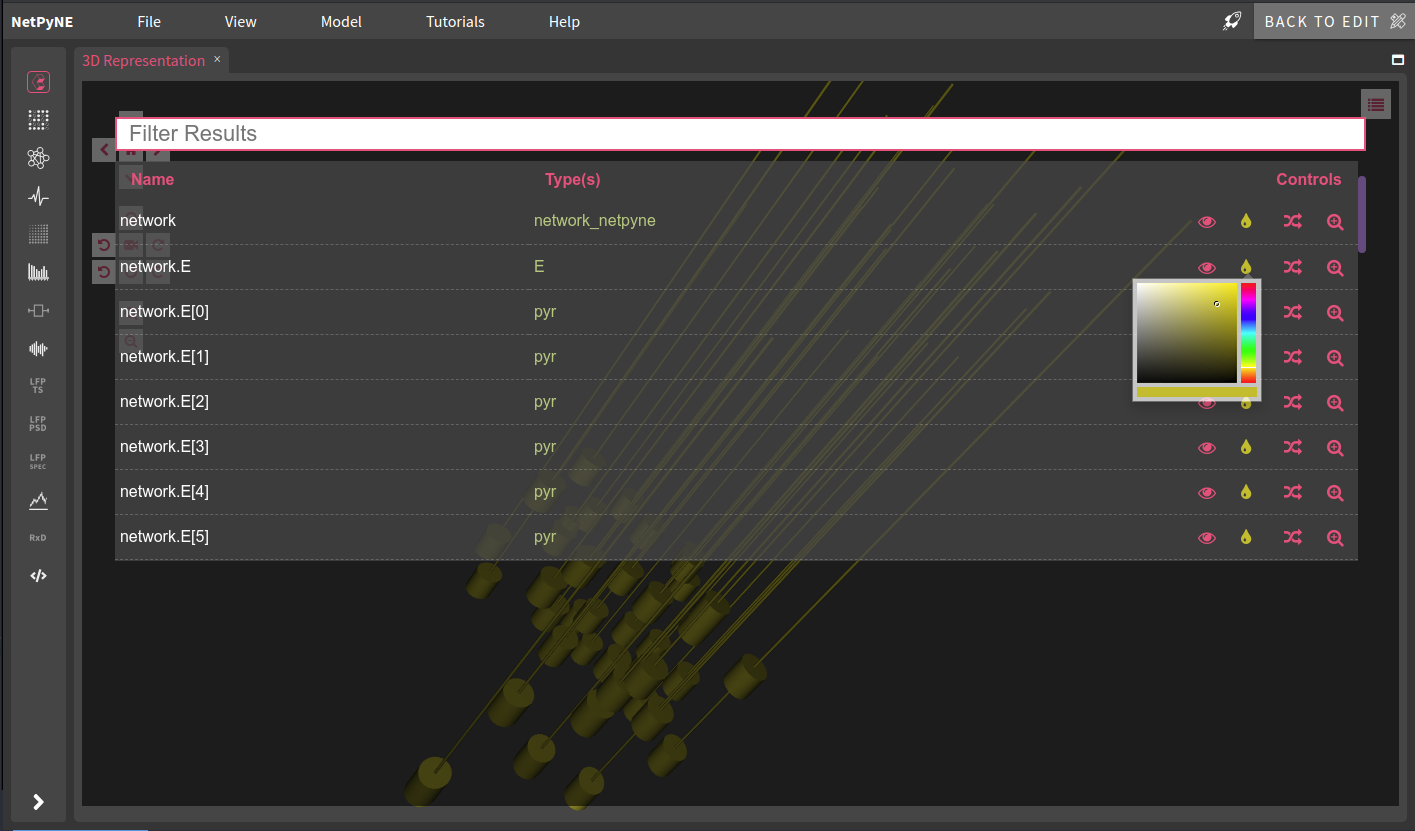 NetPyNE File View Model Tutorials Help BACK TO EDIT
3D Representation ×
Filter Results
Name Type(s) Controls
network network_netpyne
network.E E
network.E[0] pyr
network.E[1] pyr
network.E[2] pyr
network.E[3] pyr
network.E[4] pyr
network.E[5] pyr
LFP
TS
LFP
PSD
LFP
SPEC
RxD